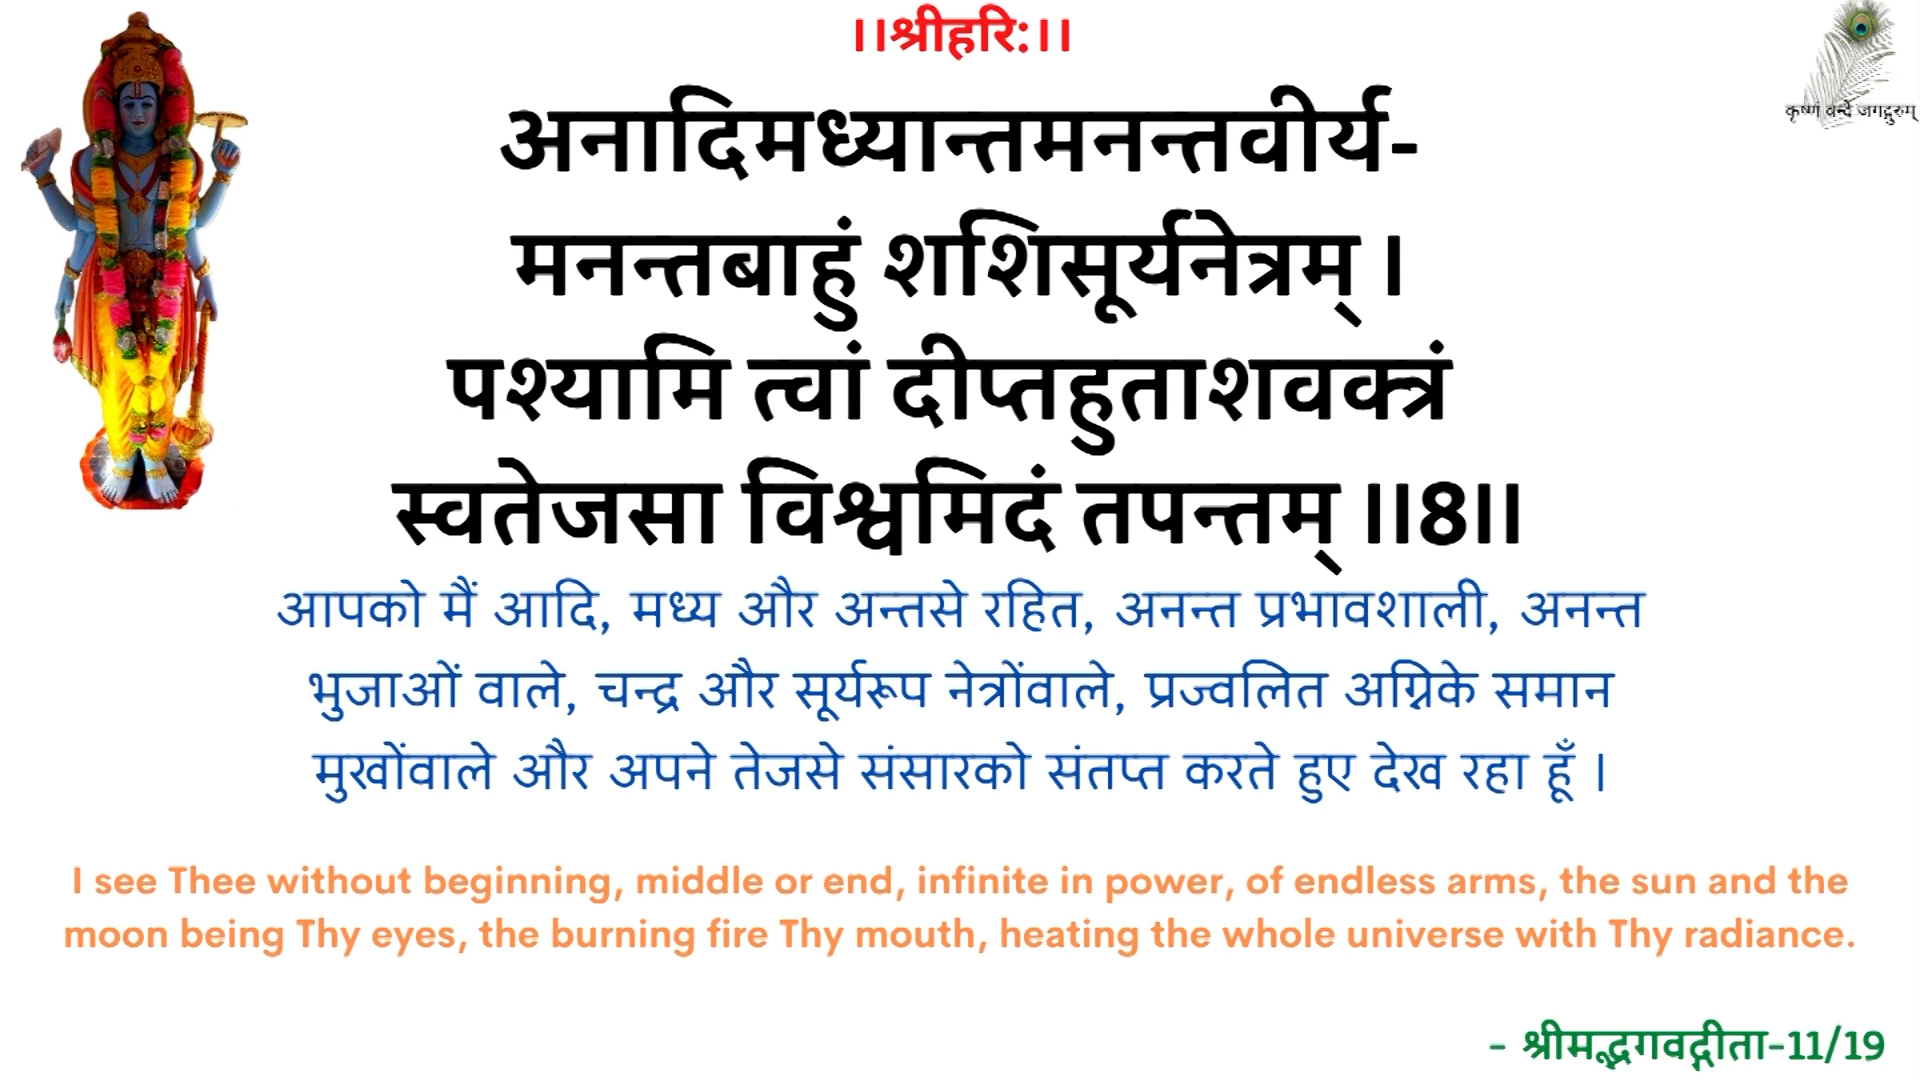 ।।श्रीहरि:।।
कृष्णं वन्दे जगद्गुरुम्
अनादिमध्यान्तमनन्तवीर्य-
मनन्तबाहुं शशिसूर्यनेत्रम् ।
पश्यामि त्वां दीप्तहुताशवक्त्रं
स्वतेजसा विश्वमिदं तपन्तम् ।।8।।
आपको मैं आदि, मध्य और अन्तसे रहित, अनन्त प्रभावशाली, अनन्त
भुजाओं वाले, चन्द्र और सूर्यरूप नेत्रोंवाले, प्रज्वलित अग्निके समान
मुखोंवाले और अपने तेजसे संसारको संतप्त करते हुए देख रहा हूँ ।
I see Thee without beginning, middle or end, infinite in power, of endless arms, the sun and the
moon being Thy eyes, the burning fire Thy mouth, heating the whole universe with Thy radiance.
- श्रीमद्भगवद्गीता-11/19